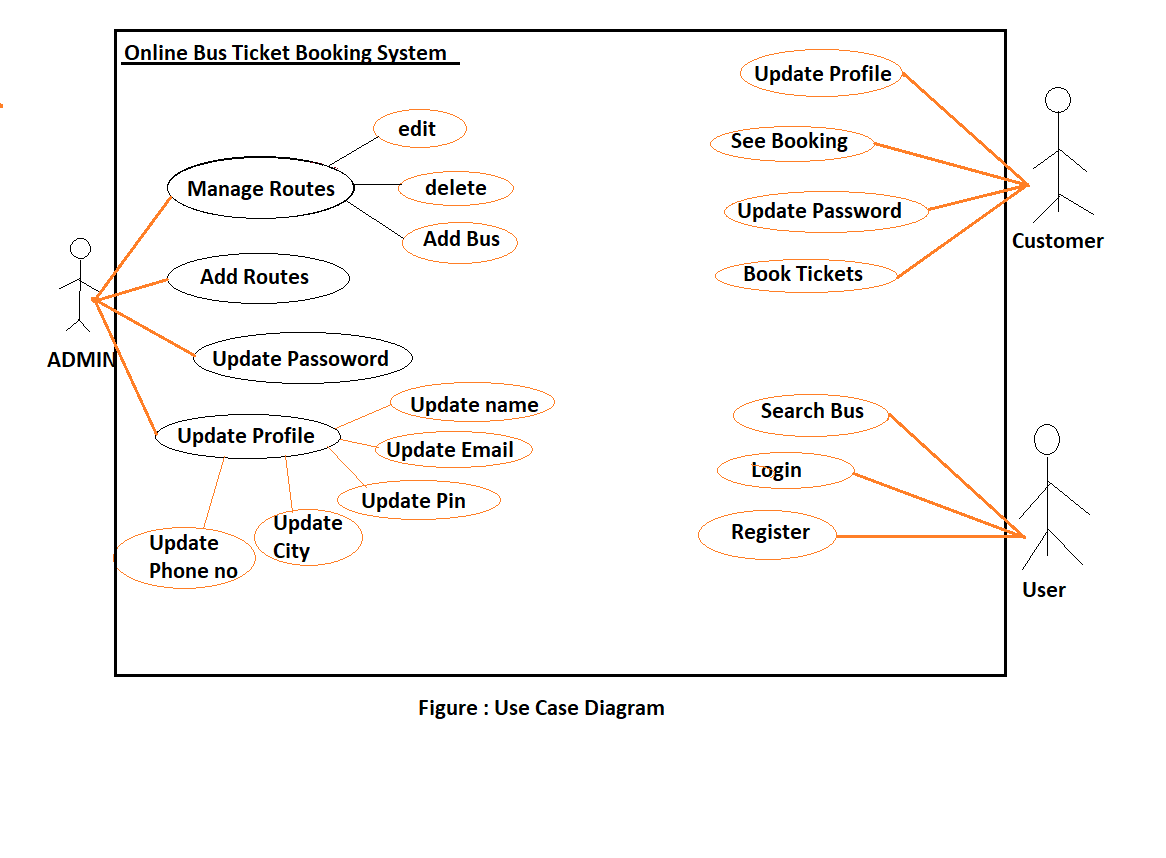 Online Bus Ticket Booking System
edit
Manage Routes
delete
Add Bus
Add Routes
ADMIN
Update Passoword
Update name
Update Profile
Update Email
Update Pin
Update
City
Update
Phone no
Update Profile
See Booking
Update Password
Book Tickets
Customer
Search Bus
Login
Register
User
Figure : Use Case Diagram